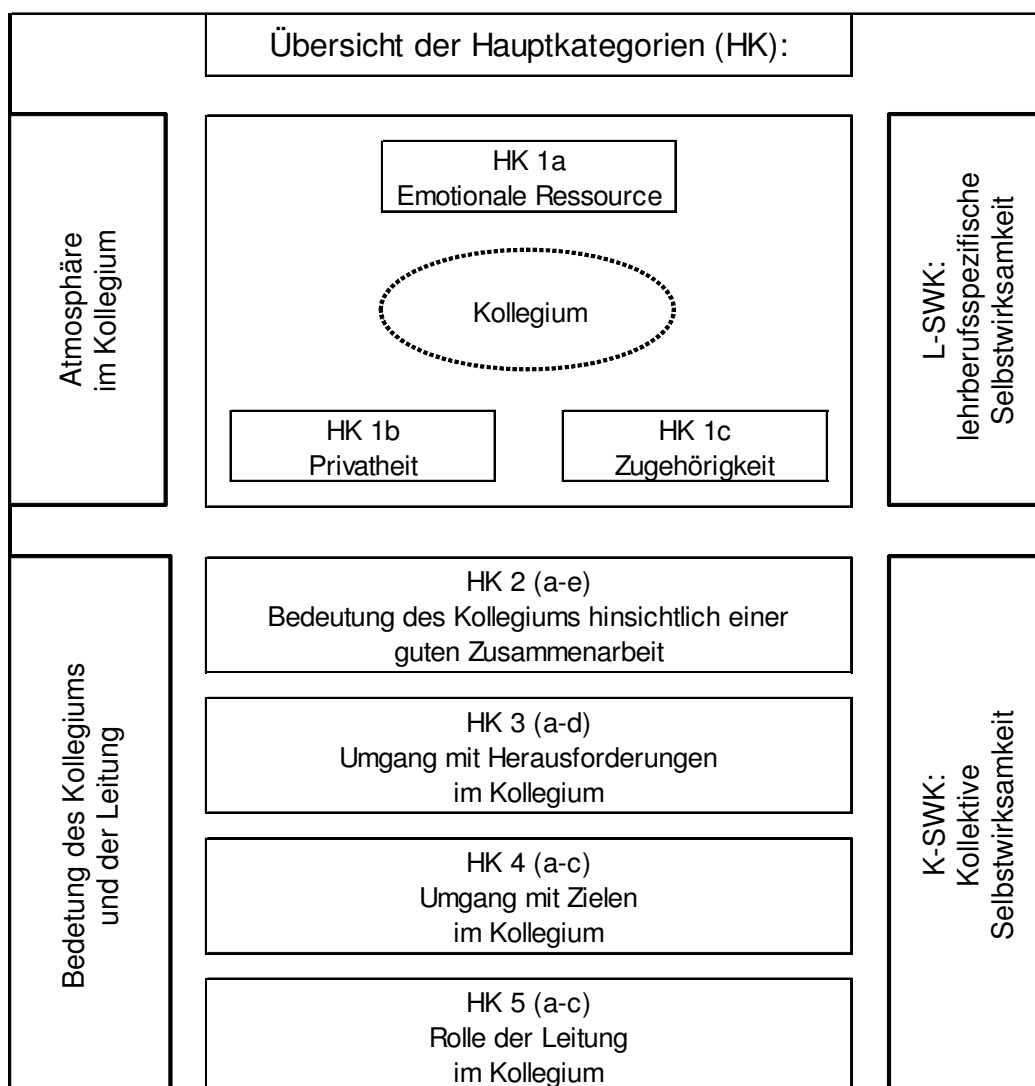 Übersicht der Hauptkategorien (HK):
Atmosphäre
im Kollegium
HK 1a
Emotionale Ressource
Kollegium
HK 1b
Privatheit
HK 1c
Zugehörigkeit
L-SWK:
lehrberufsspezifische
Selbstwirksamkeit
Bedetung des Kollegiums
und der Leitung
HK 2 (a-e)
Bedeutung des Kollegiums hinsichtlich einer
guten Zusammenarbeit
HK 3 (a-d)
Umgang mit Herausforderungen
im Kollegium
HK 4 (a-c)
Umgang mit Zielen
im Kollegium
HK 5 (a-c)
Rolle der Leitung
im Kollegium
K-SWK:
Kollektive
Selbstwirksamkeit